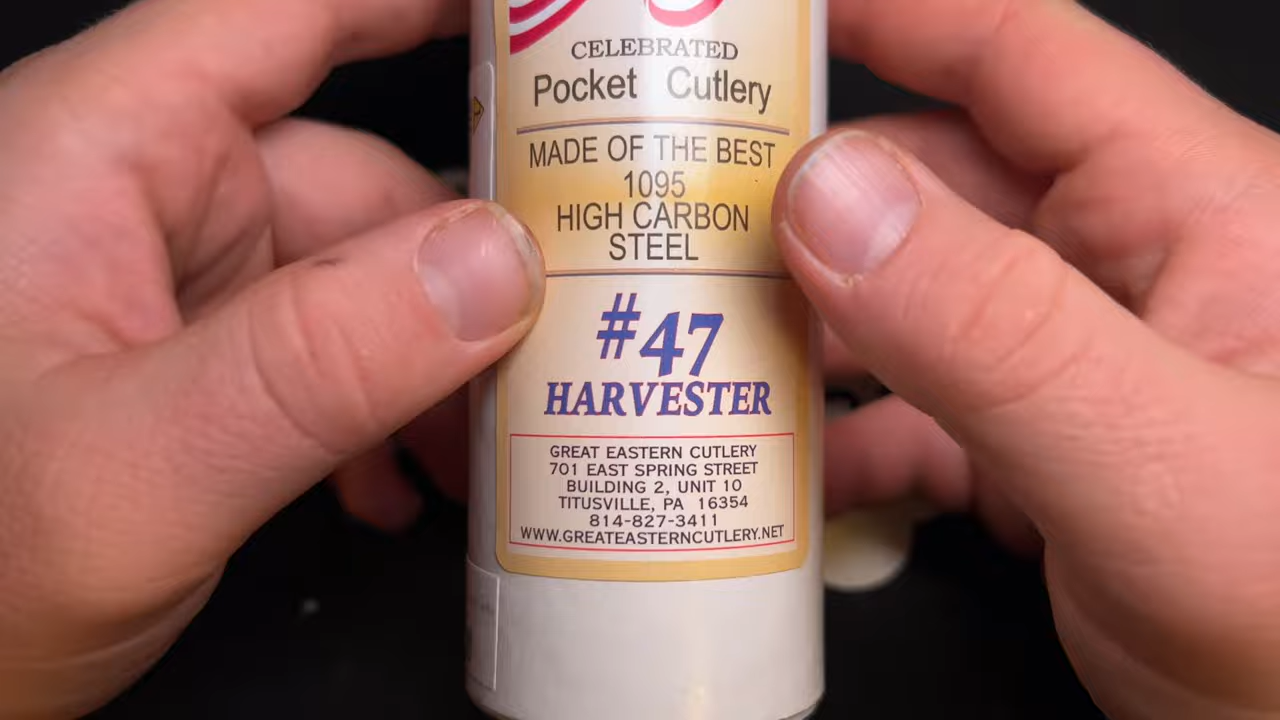 CELEBRATED
Pocket Cutlery
MADE OF THE BEST
1095
HIGH CARBON
STEEL
#47
HARVESTER
GREAT EASTERN CUTLERY
701 EAST SPRING STREET
BUILDING 2, UNIT 10
TITUSVILLE, PA 16354
814-827-3411
WWW.GREATEASTERNCUTLERY.NET